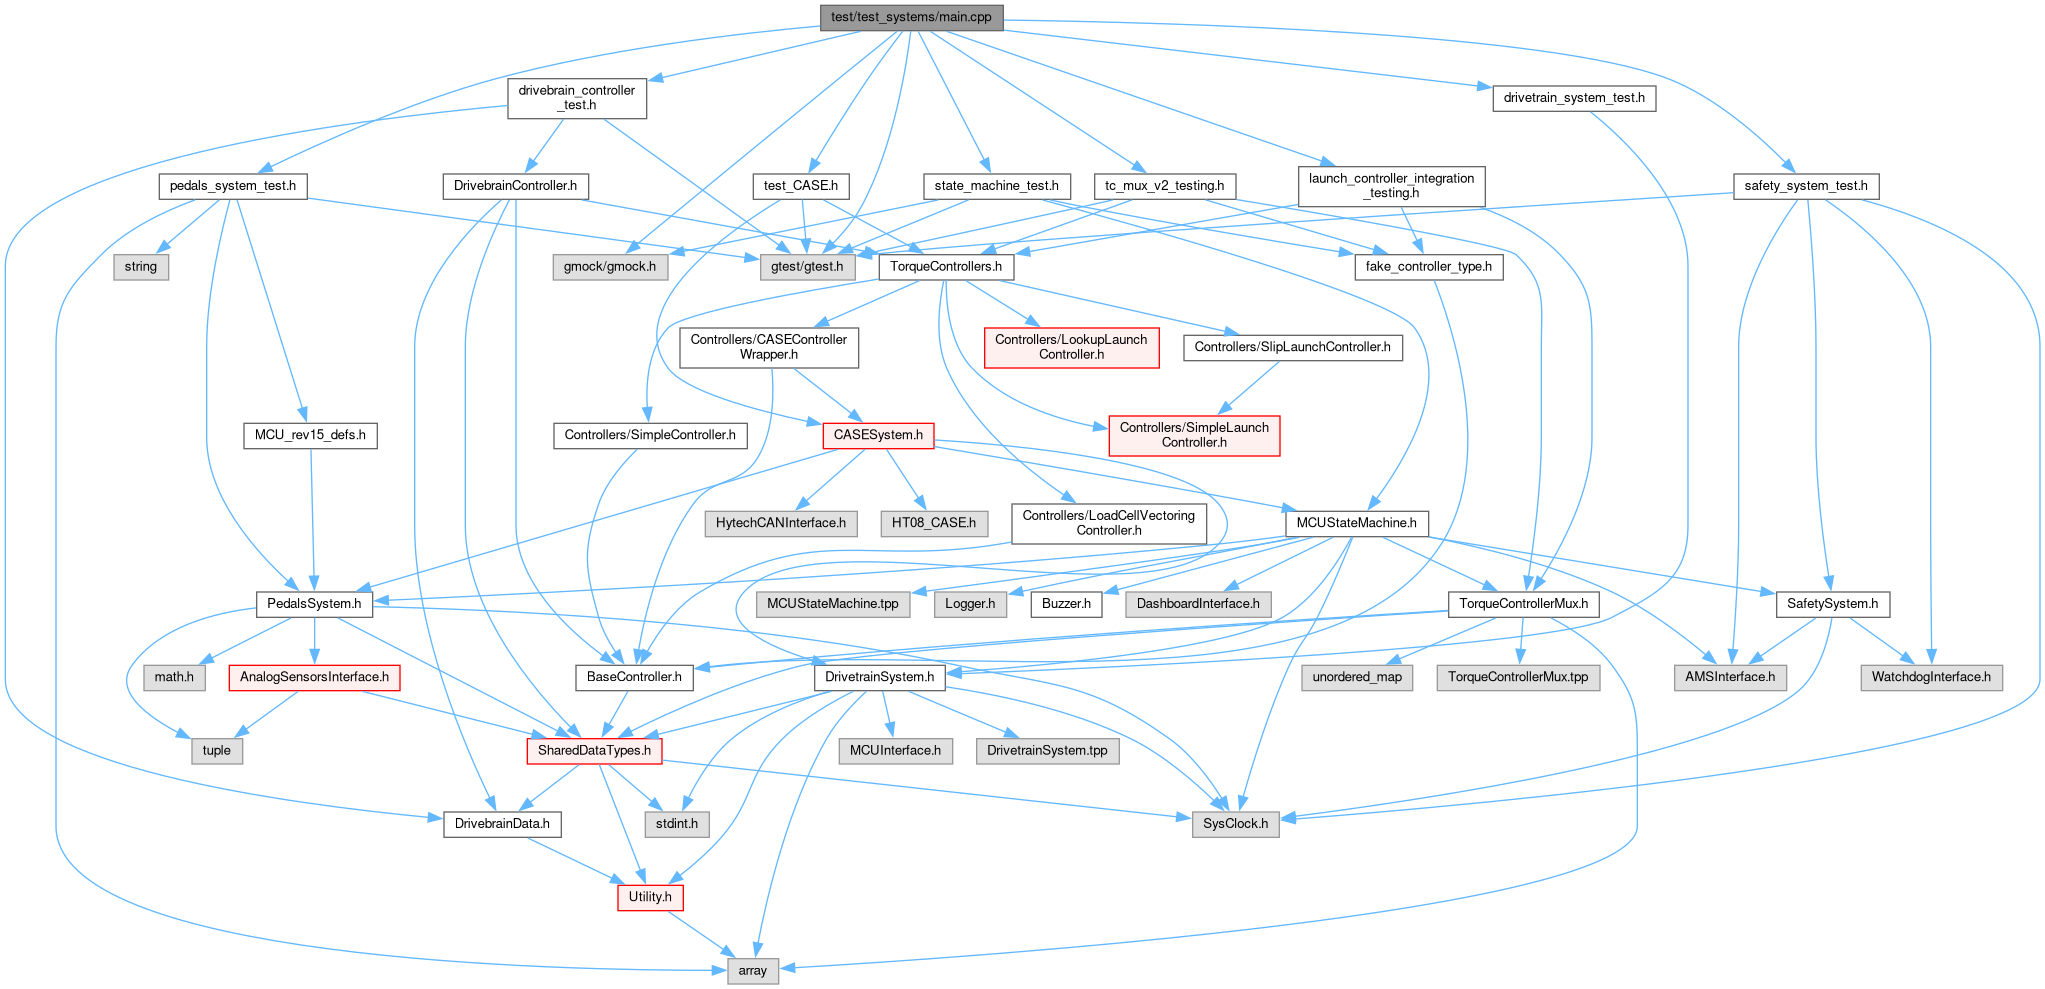 test/test_systems/main.cpp
drivebrain_controller
_test.h
drivetrain_system_test.h
pedals_system_test.h
DrivebrainController.h
test_CASE.h
state_machine_test.h
tc_mux_v2_testing.h
launch_controller_integration
_testing.h
safety_system_test.h
string
gmock/gmock.h
gtest/gtest.h
TorqueControllers.h
fake_controller_type.h
Controllers/CASEController
Wrapper.h
Controllers/LookupLaunch
Controller.h
Controllers/SlipLaunchController.h
MCU_rev15_defs.h
Controllers/SimpleController.h
CASESystem.h
Controllers/SimpleLaunch
Controller.h
HytechCANInterface.h
HT08_CASE.h
Controllers/LoadCellVectoring
Controller.h
MCUStateMachine.h
PedalsSystem.h
MCUStateMachine.tpp
Logger.h
Buzzer.h
DashboardInterface.h
TorqueControllerMux.h
SafetySystem.h
math.h
AnalogSensorsInterface.h
BaseController.h
DrivetrainSystem.h
unordered_map
TorqueControllerMux.tpp
AMSInterface.h
WatchdogInterface.h
tuple
SharedDataTypes.h
MCUInterface.h
DrivetrainSystem.tpp
DrivebrainData.h
stdint.h
SysClock.h
Utility.h
array